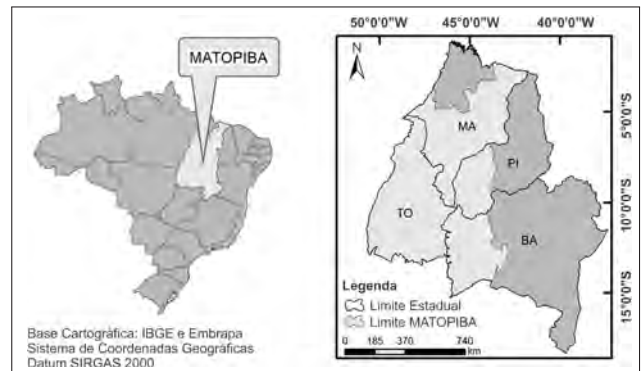 MATOPIBA
Base Cartográfica: IBGE e Embrapa
Sistema de Coordenadas Geográficas
Datum SIRGAS 2000
50°0'0"W 45°0'0"W 40°0'0"W
N
MA
PI
TO
BA
5°0'0"S
10°0'0"S
15°0'0"S
Legenda
Limite Estadual
Limite MATOPIBA
0 185 370 740
km